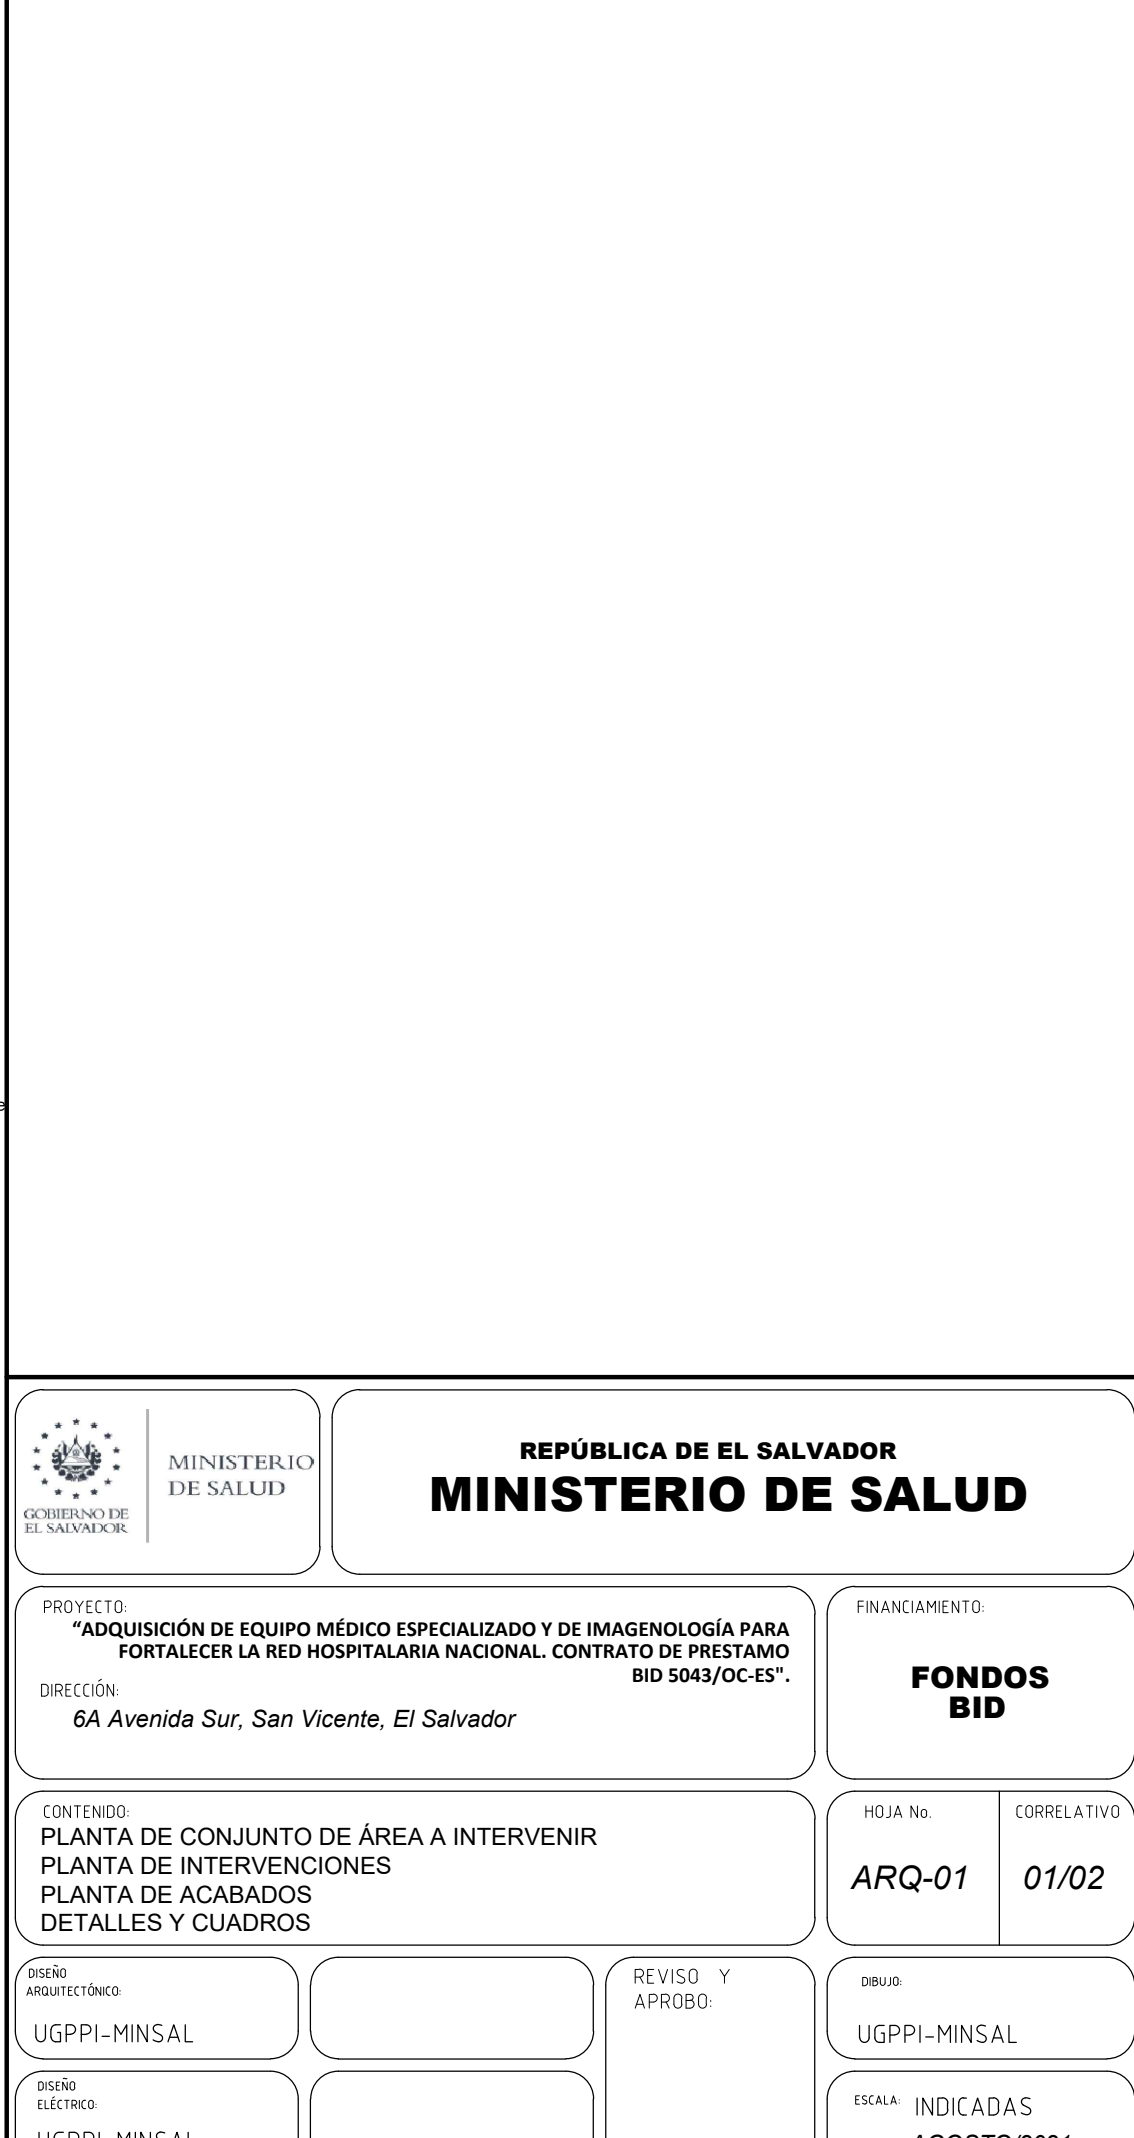 GOBIERNO DE
EL SALVADOR
MINISTERIO
DE SALUD
REPÚBLICA DE EL SALVADOR
MINISTERIO DE SALUD
PROYECTO:
“ADQUISICIÓN DE EQUIPO MÉDICO ESPECIALIZADO Y DE IMAGENOLOGÍA PARA
FORTALECER LA RED HOSPITALARIA NACIONAL. CONTRATO DE PRESTAMO
BID 5043/OC-ES".
DIRECCIÓN:
6A Avenida Sur, San Vicente, El Salvador
FINANCIAMIENTO:
FONDOS
BID
CONTENIDO:
PLANTA DE CONJUNTO DE ÁREA A INTERVENIR
PLANTA DE INTERVENCIONES
PLANTA DE ACABADOS
DETALLES Y CUADROS
HOJA No.
ARQ-01
CORRELATIVO
01/02
DISEÑO
ARQUITECTÓNICO:
UGPPI-MINSAL
REVISO Y
APROBO:
DIBUJO:
UGPPI-MINSAL
DISEÑO
ELÉCTRICO:
UGPPI-MINSAL
ESCALA: INDICADAS